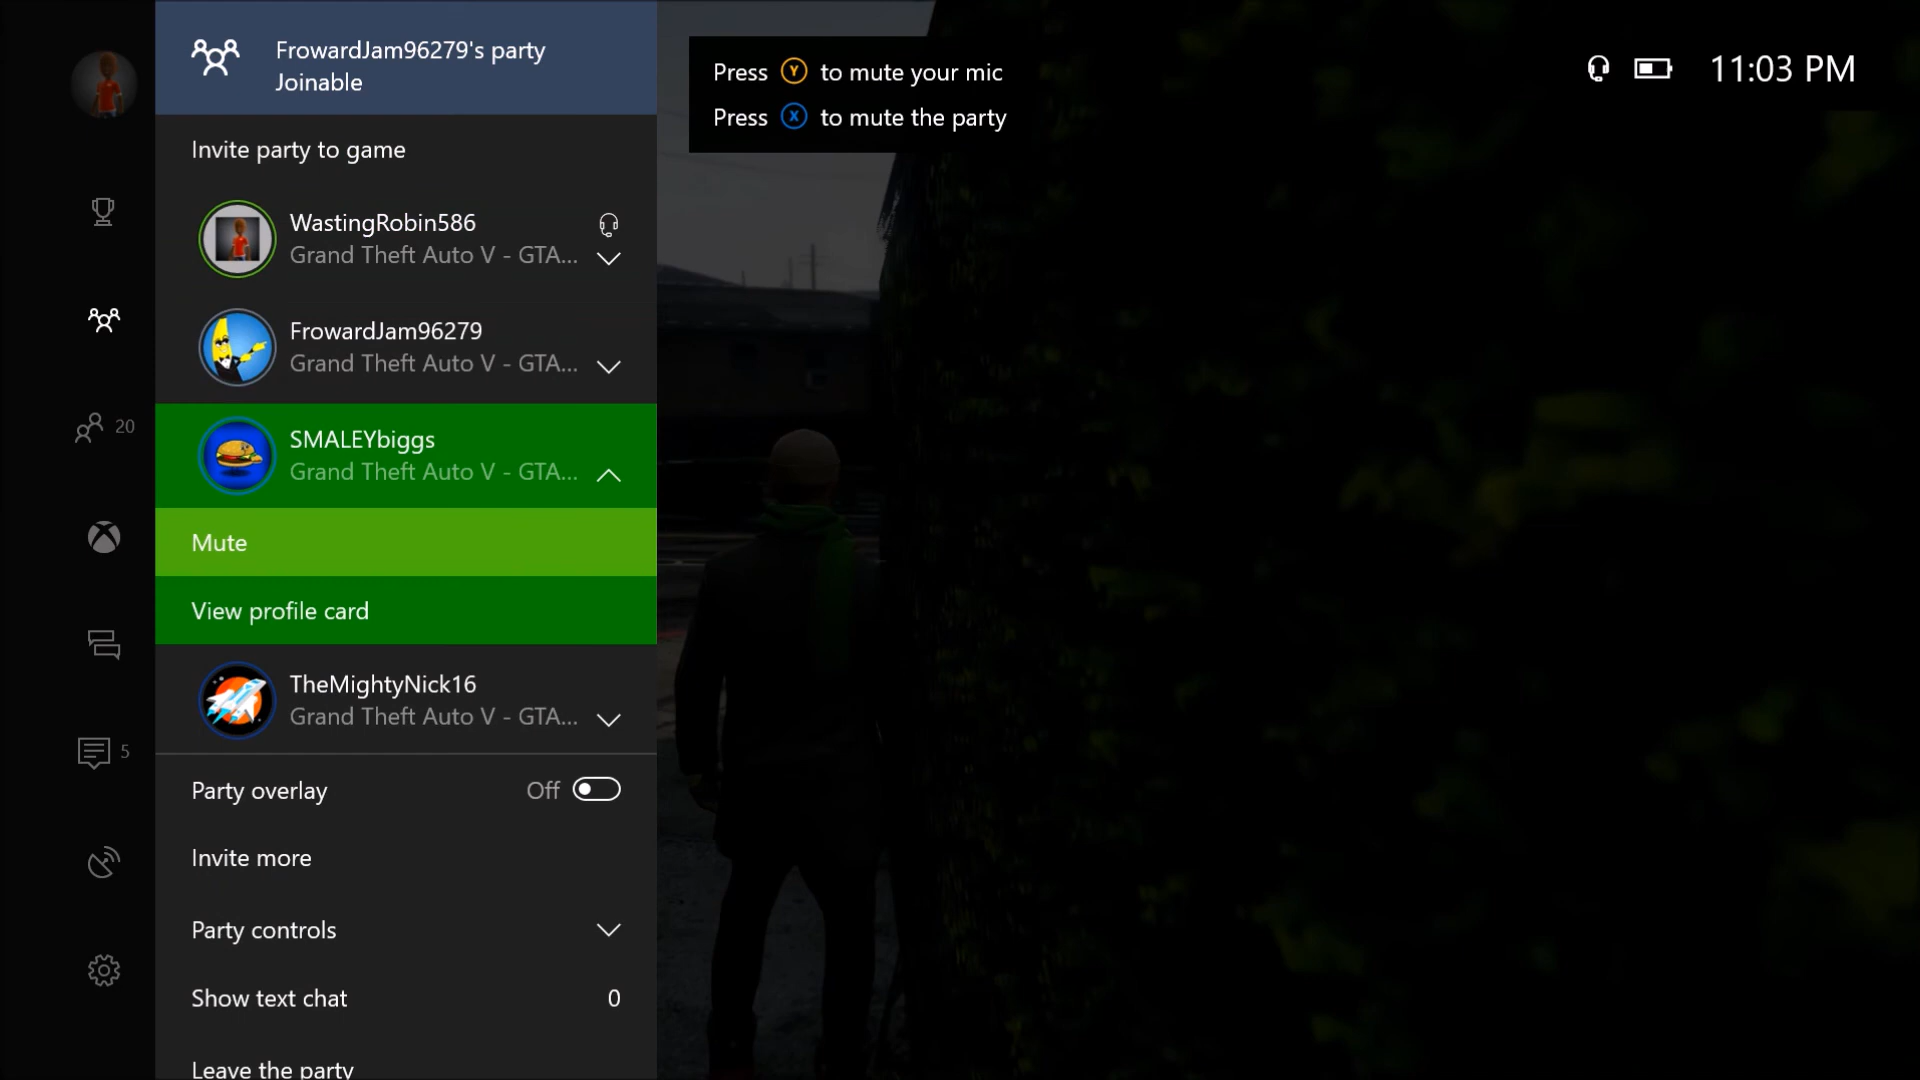 FrowardJam96279's party
Joinable
Press Y to mute your mic
Press X to mute the party
11:03 PM
Invite party to game
WastingRobin586
Grand Theft Auto V - GTA...
FrowardJam96279
Grand Theft Auto V - GTA...
20
SMALEYbiggs
Grand Theft Auto V - GTA...
Mute
View profile card
TheMightyNick16
Grand Theft Auto V - GTA...
5
Party overlay Off
Invite more
Party controls
Show text chat 0
Leave the party